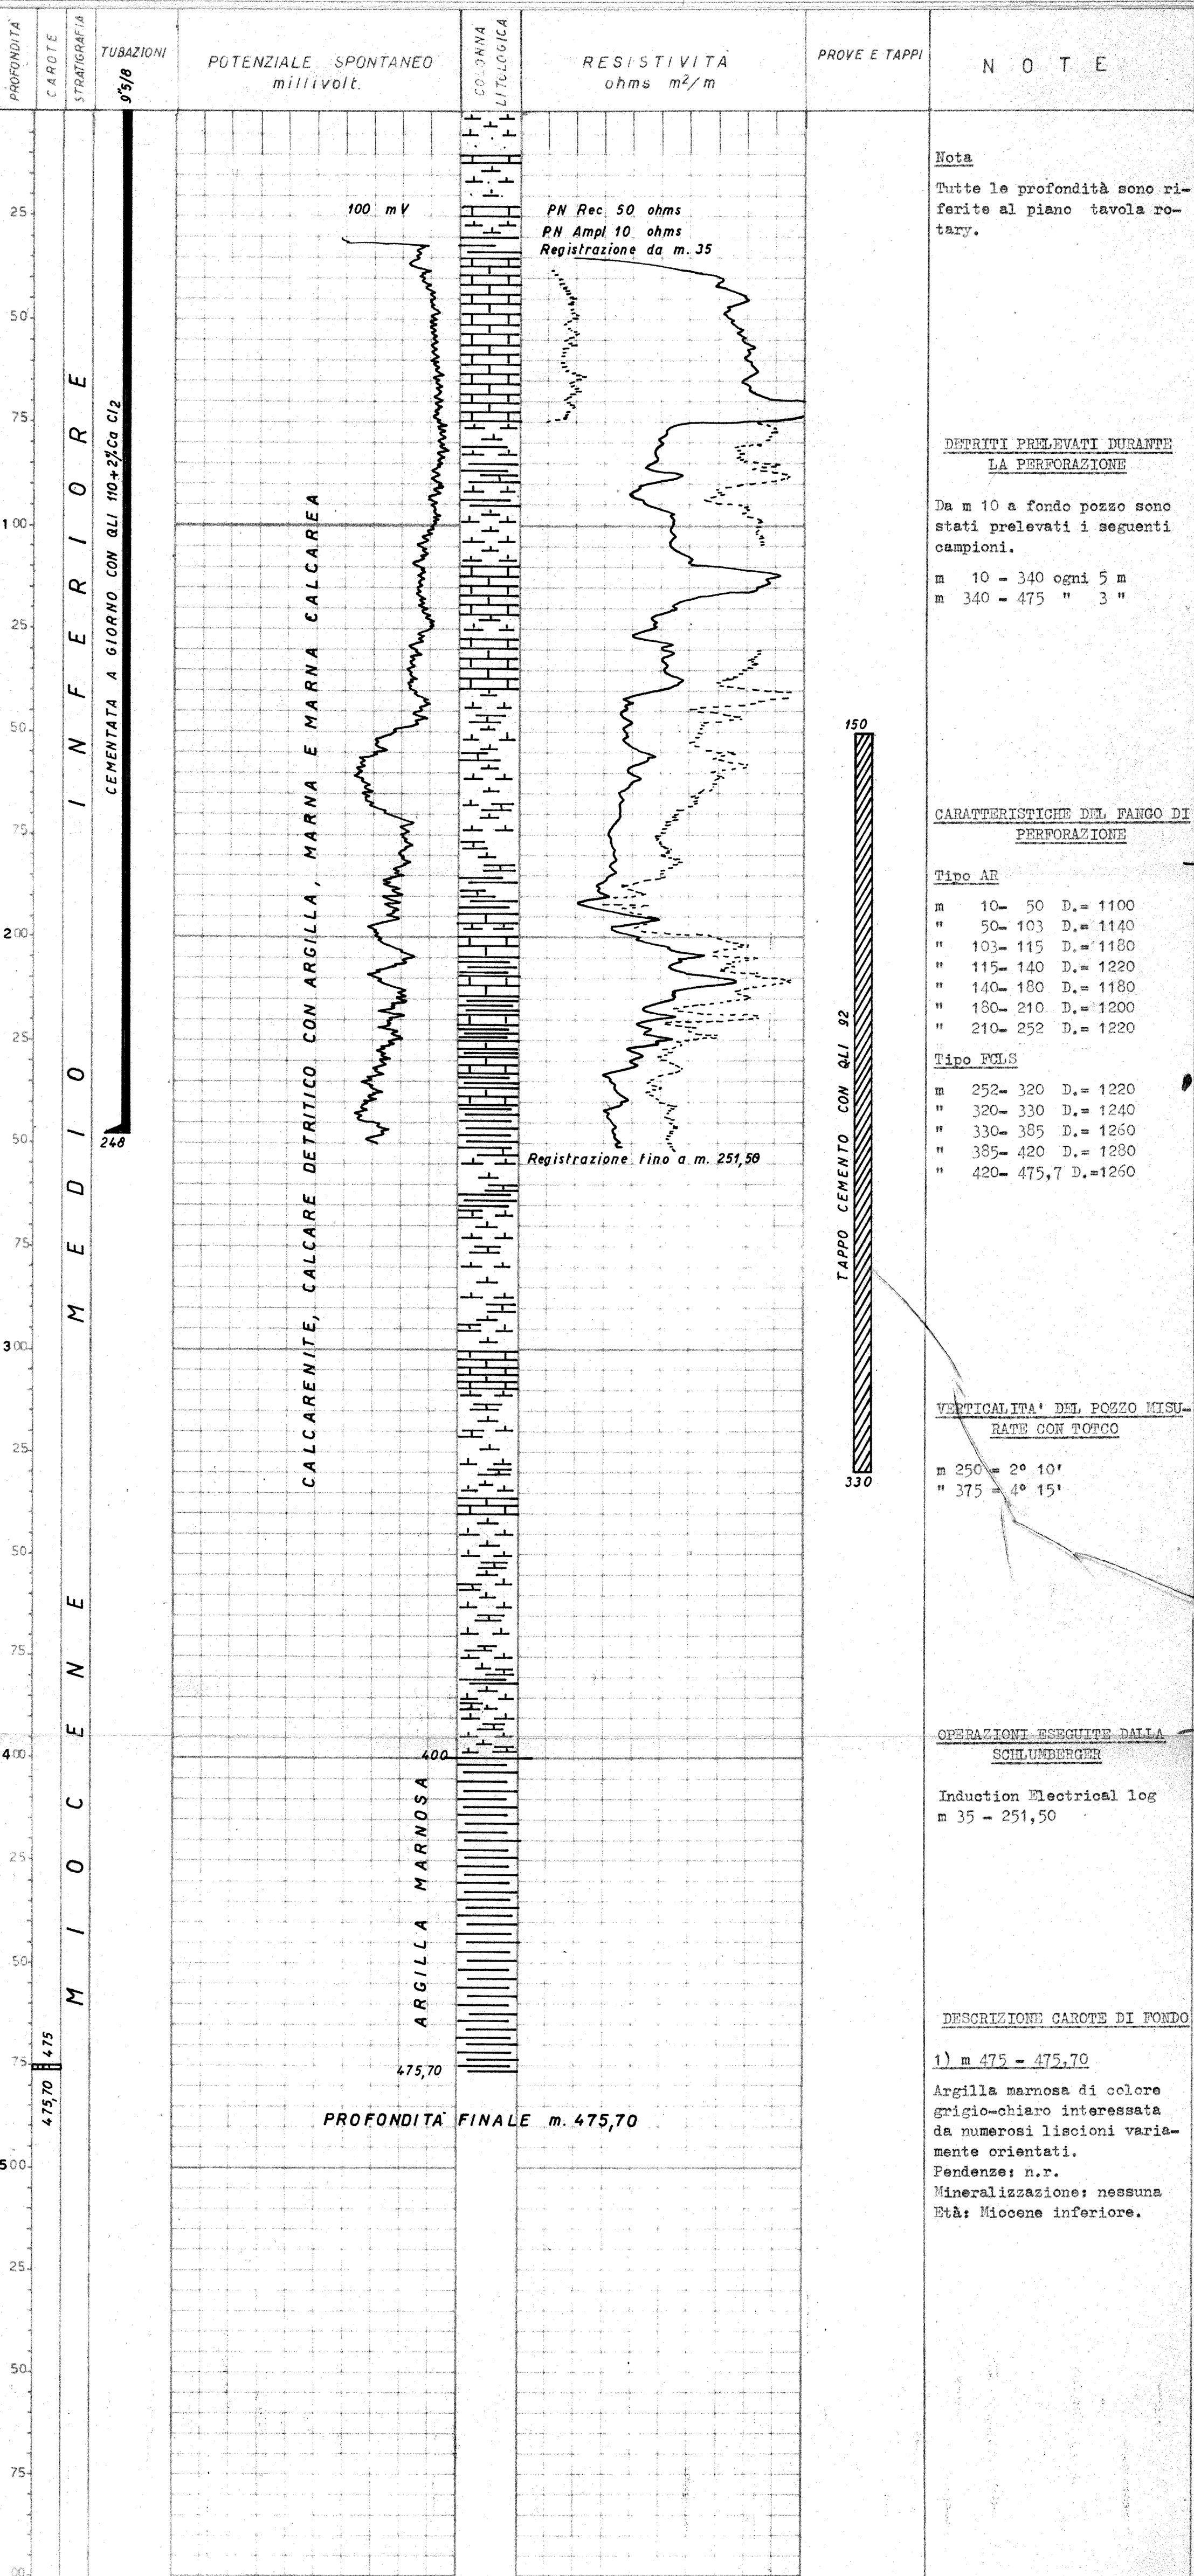 PROFONDITÀ
CAROTE
STRATIGRAFIA
TUBAZIONI
9"5/8
POTENZIALE SPONTANEO
millivolt.
COLONNA
LITOLOGICA
RESISTIVITÀ
ohms m²/m
PROVE E TAPPI
NOTE
25
50
75
100
25
50
75
200
25
50
75
300
25
50
75
400
25
50
75
500
25
50
75
00
475
475,70
MIOCENE MEDIO INFERIORE
CEMENTATA A GIORNO CON QLI 110+2% Ca Cl2
248
100 mV
CALCARENITE, CALCARE DETRITICO CON ARGILLA, MARNA E MARNA CALCAREA
400
ARGILLA MARNOSA
475,70
PROFONDITÀ FINALE m. 475,70
PN Rec. 50 ohms
PN Ampl 10 ohms
Registrazione da m. 35
Registrazione fino a m. 251,50
150
TAPPO CEMENTO CON QLI 92
330
Nota
Tutte le profondità sono ri-
ferite al piano tavola ro-
tary.
DETRITI PRELEVATI DURANTE
LA PERFORAZIONE
Da m 10 a fondo pozzo sono
stati prelevati i seguenti
campioni.
m 10 - 340 ogni 5 m
m 340 - 475 " 3 "
CARATTERISTICHE DEL FANGO DI
PERFORAZIONE
Tipo AR
m 10- 50 D.= 1100
" 50- 103 D.= 1140
" 103- 115 D.= 1180
" 115- 140 D.= 1220
" 140- 180 D.= 1180
" 180- 210 D.= 1200
" 210- 252 D.= 1220
Tipo FCLS
m 252- 320 D.= 1220
" 320- 330 D.= 1240
" 330- 385 D.= 1260
" 385- 420 D.= 1280
" 420- 475,7 D.=1260
VERTICALITA' DEL POZZO MISU-
RATE CON TOTCO
m 250 = 2° 10'
" 375 = 4° 15'
OPERAZIONI ESEGUITE DALLA
SCHLUMBERGER
Induction Electrical log
m 35 - 251,50
DESCRIZIONE CAROTE DI FONDO
1) m 475 - 475,70
Argilla marnosa di colore
grigio-chiaro interessata
da numerosi liscioni varia-
mente orientati.
Pendenze: n.r.
Mineralizzazione: nessuna
Età: Miocene inferiore.